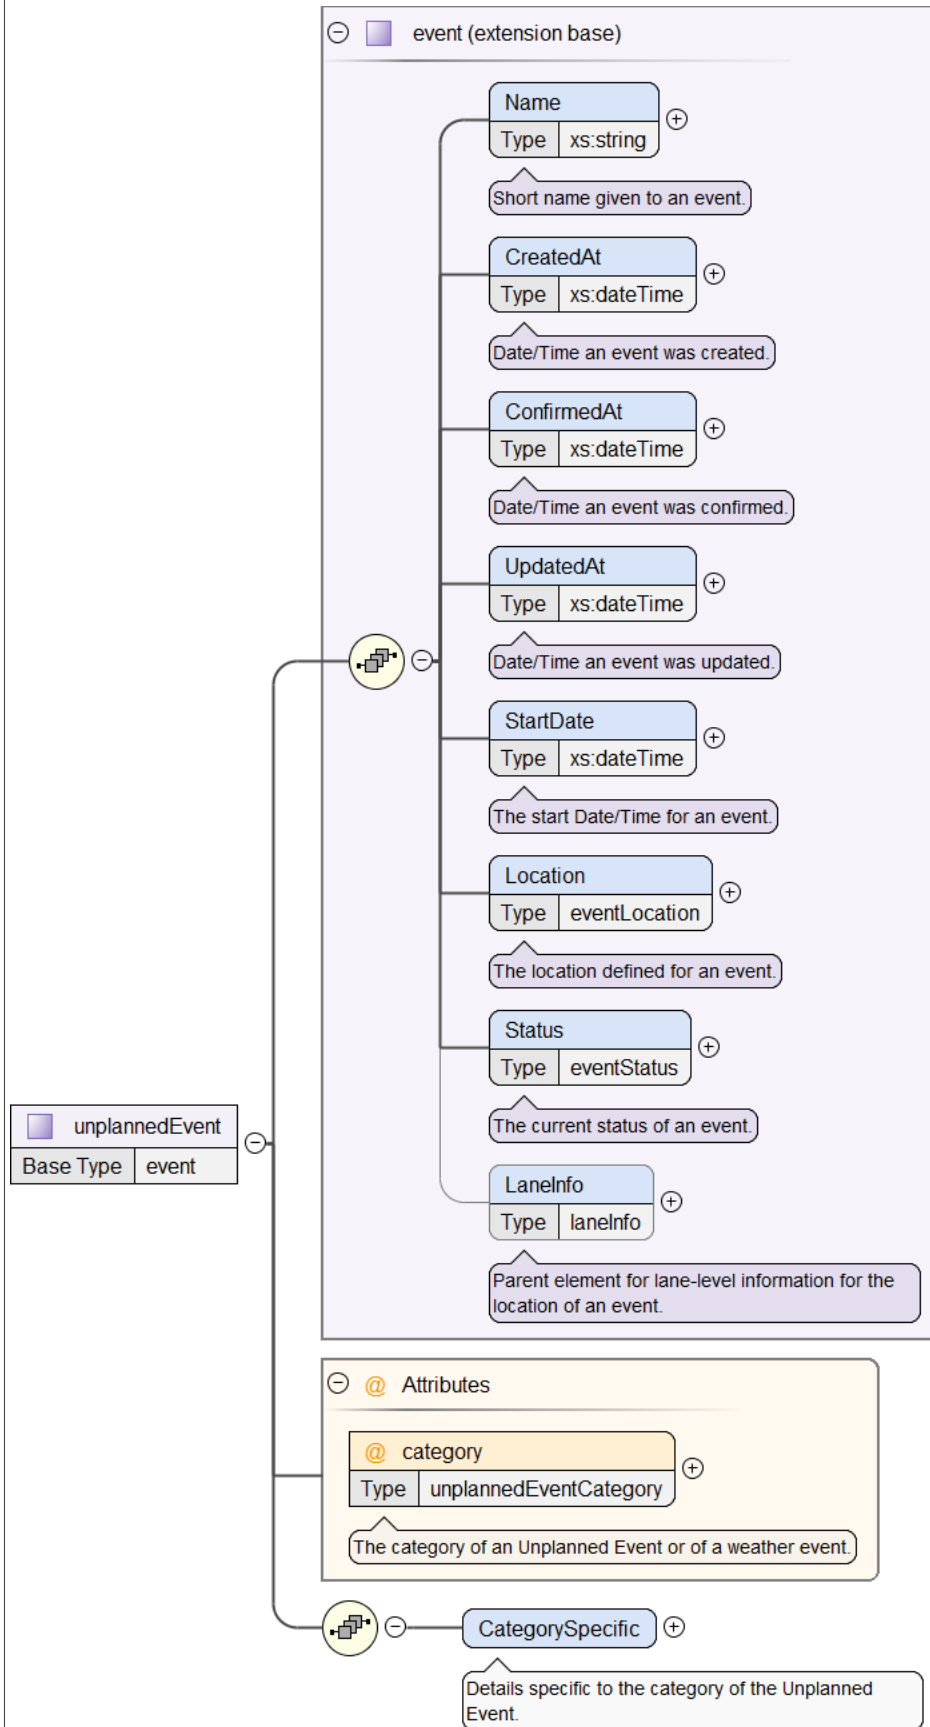 event (extension base)
Name
Type xs:string
Short name given to an event.
CreatedAt
Type xs:dateTime
Date/Time an event was created.
ConfirmedAt
Type xs:dateTime
Date/Time an event was confirmed.
UpdatedAt
Type xs:dateTime
Date/Time an event was updated.
StartDate
Type xs:dateTime
The start Date/Time for an event.
Location
Type eventLocation
The location defined for an event.
Status
Type eventStatus
The current status of an event.
unplannedEvent
Base Type event
LaneInfo
Type laneInfo
Parent element for lane-level information for the
location of an event.
@ Attributes
@ category
Type unplannedEventCategory
The category of an Unplanned Event or of a weather event.
CategorySpecific
Details specific to the category of the Unplanned
Event.